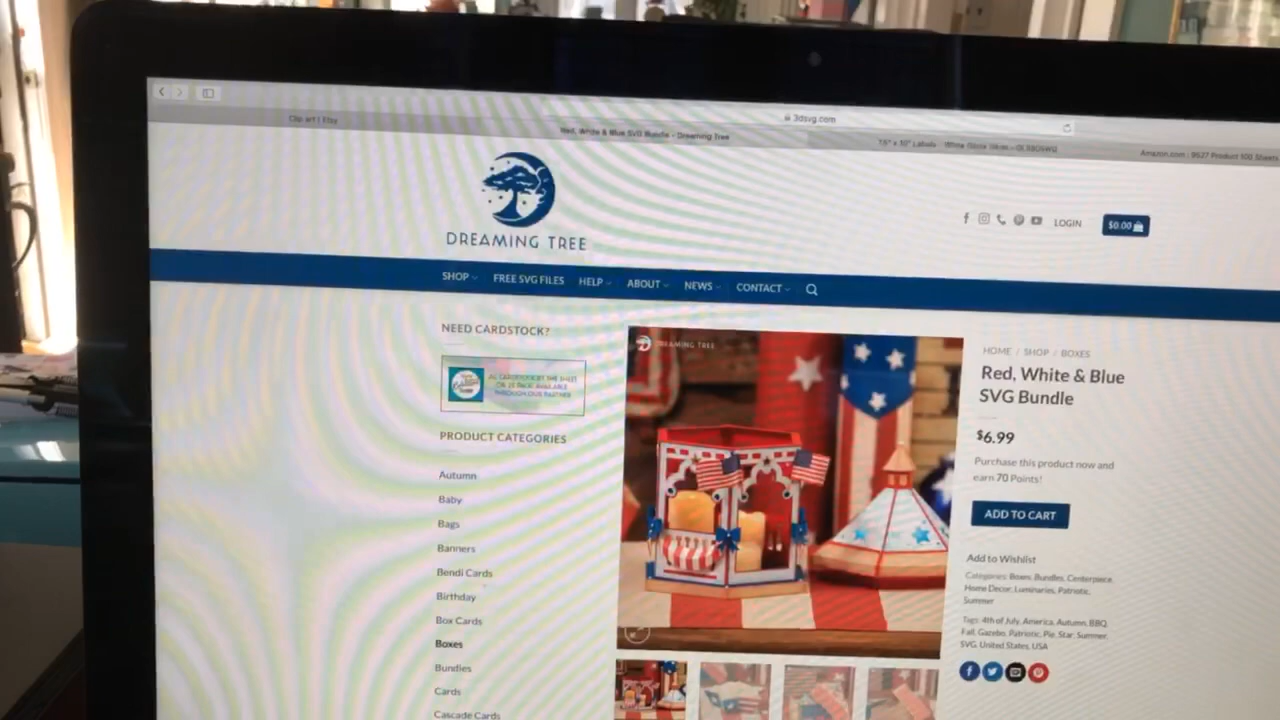 Clip art | Etsy
3dsvg.com
Red, White & Blue SVG Bundle – Dreaming Tree
Amazon.com : 9527 Product 100 Sheets
DREAMING TREE
LOGIN
$0.00
SHOP
FREE SVG FILES
HELP
ABOUT
NEWS
CONTACT
NEED CARDSTOCK?
PRODUCT CATEGORIES
Autumn
Baby
Bags
Banners
Bendi Cards
Birthday
Box Cards
Boxes
Bundles
Cards
Cascade Cards
DREAMING TREE
HOME / SHOP / BOXES
Red, White & Blue
SVG Bundle
$6.99
Purchase this product now and
earn 70 Points!
ADD TO CART
Add to Wishlist
Categories: Boxes, Bundles, Centerpiece,
Home Decor, Luminaries, Patriotic,
Summer
Tags: 4th of July, America, Autumn, BBQ,
Fall, Gazebo, Patriotic, Pie, Star, Summer,
SVG, United States, USA